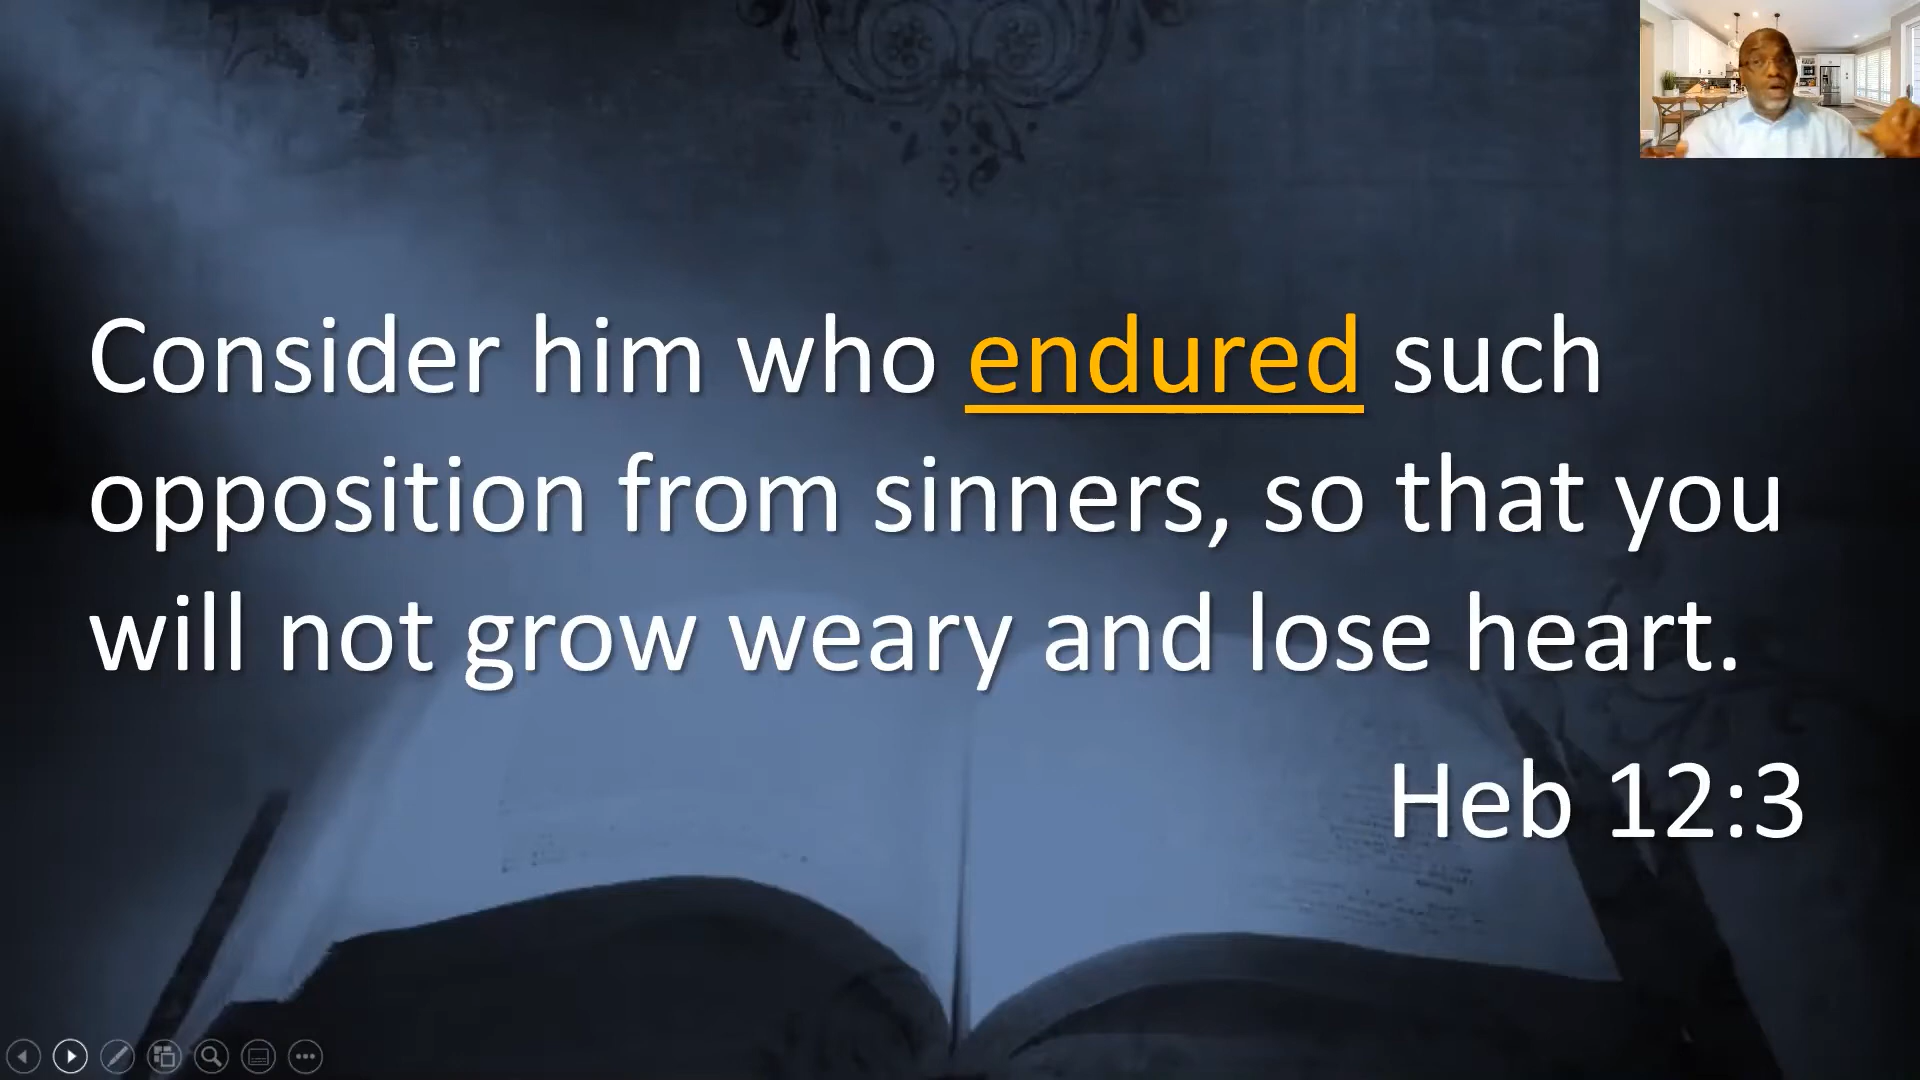 Consider him who endured such
opposition from sinners, so that you
will not grow weary and lose heart.
Heb 12:3